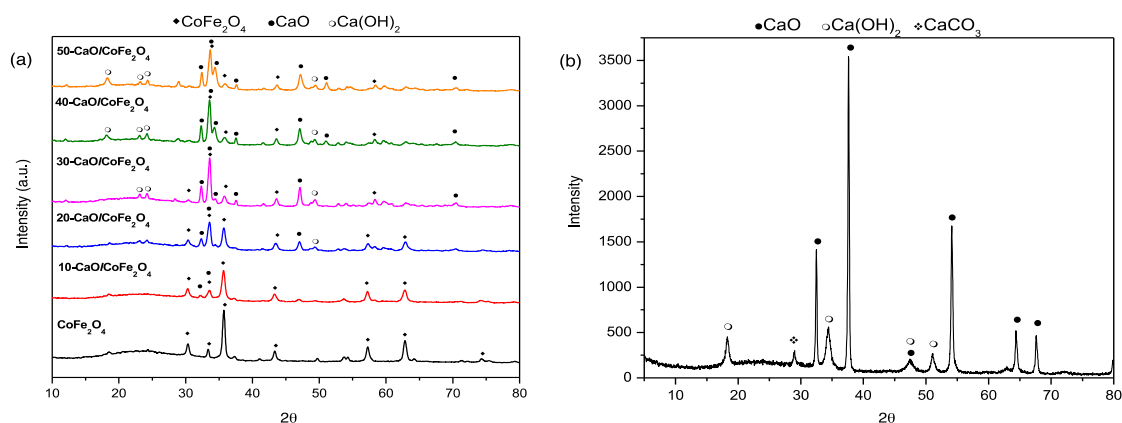 ◆ CoFe₂O₄ ● CaO ○ Ca(OH)₂
(a)
50-CaO/CoFe₂O₄
40-CaO/CoFe₂O₄
30-CaO/CoFe₂O₄
20-CaO/CoFe₂O₄
10-CaO/CoFe₂O₄
CoFe₂O₄
Intensity (a.u.)
10 20 30 40 50 60 70 80
2θ
● CaO ○ Ca(OH)₂ ❖ CaCO₃
(b)
3500
3000
2500
2000
1500
1000
500
0
Intensity
10 20 30 40 50 60 70 80
2θ